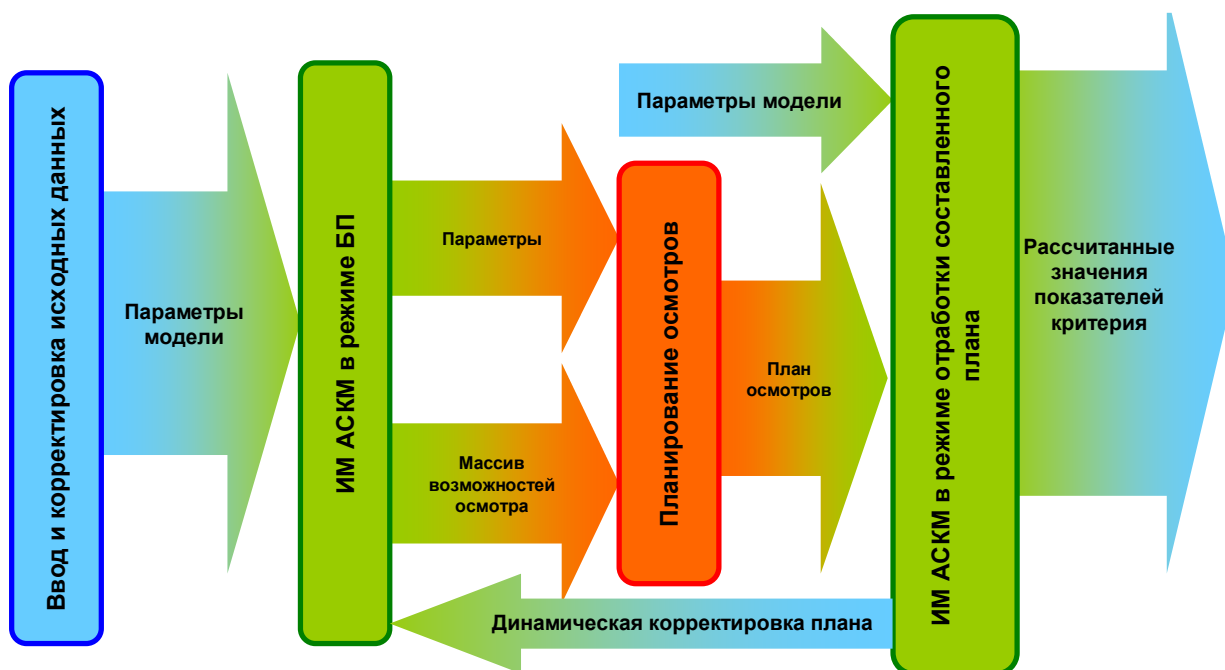 Ввод и корректировка исходных данных
Параметры
модели
ИМ АСКМ в режиме БП
Параметры
Массив
возможностей
осмотра
Параметры модели
Планирование осмотров
План
осмотров
ИМ АСКМ в режиме отработки составленного
плана
Рассчитанные
значения
показателей
критерия
Динамическая корректировка плана